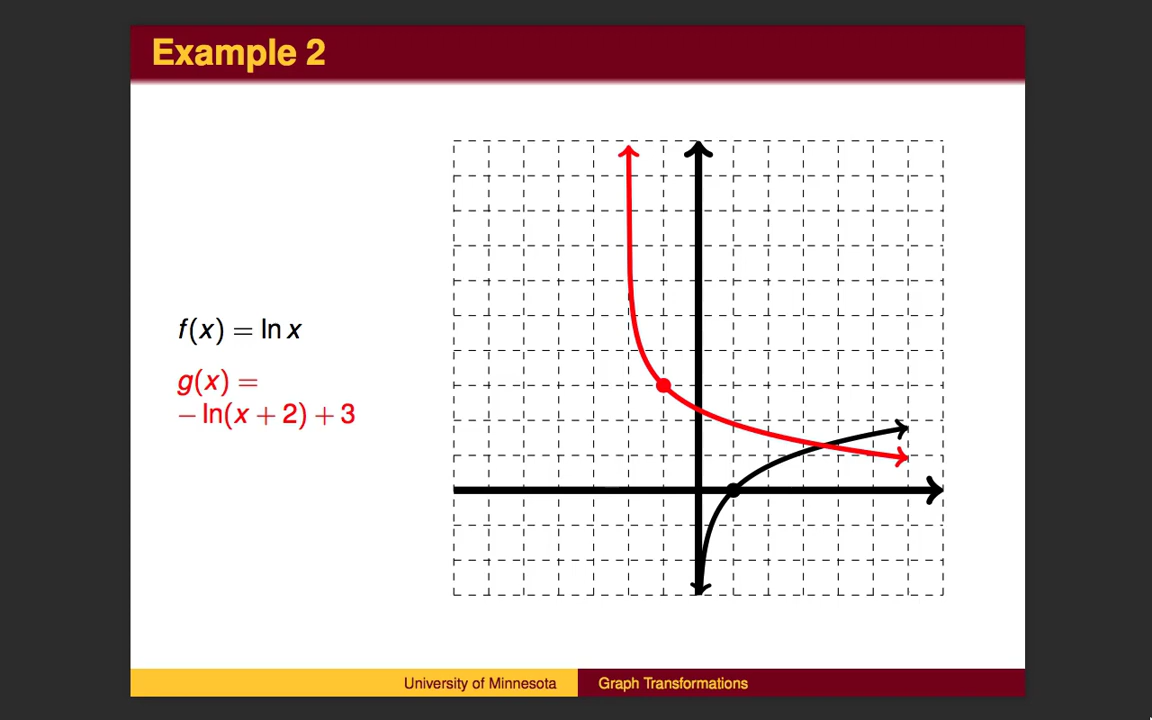 Example 2
f(x) = ln x
g(x) =
− ln(x + 2) + 3
University of Minnesota
Graph Transformations